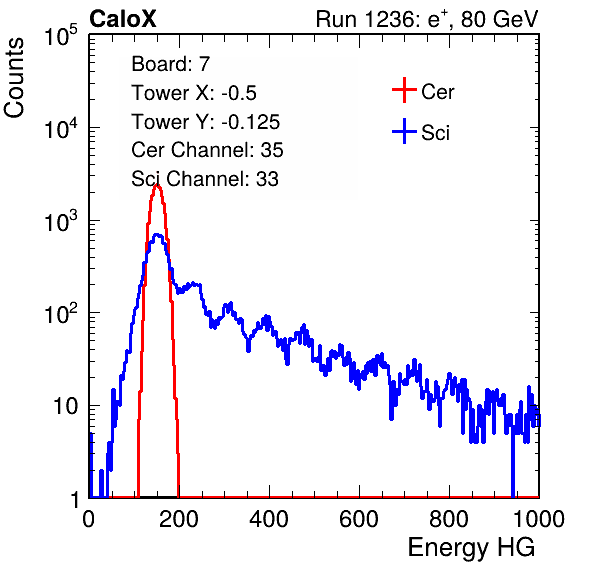 CaloX Run 1236: e⁺, 80 GeV
Counts
Board: 7
Tower X: -0.5
Tower Y: -0.125
Cer Channel: 35
Sci Channel: 33
Cer
Sci
10⁵
10⁴
10³
10²
10
1
0 200 400 600 800 1000
Energy HG